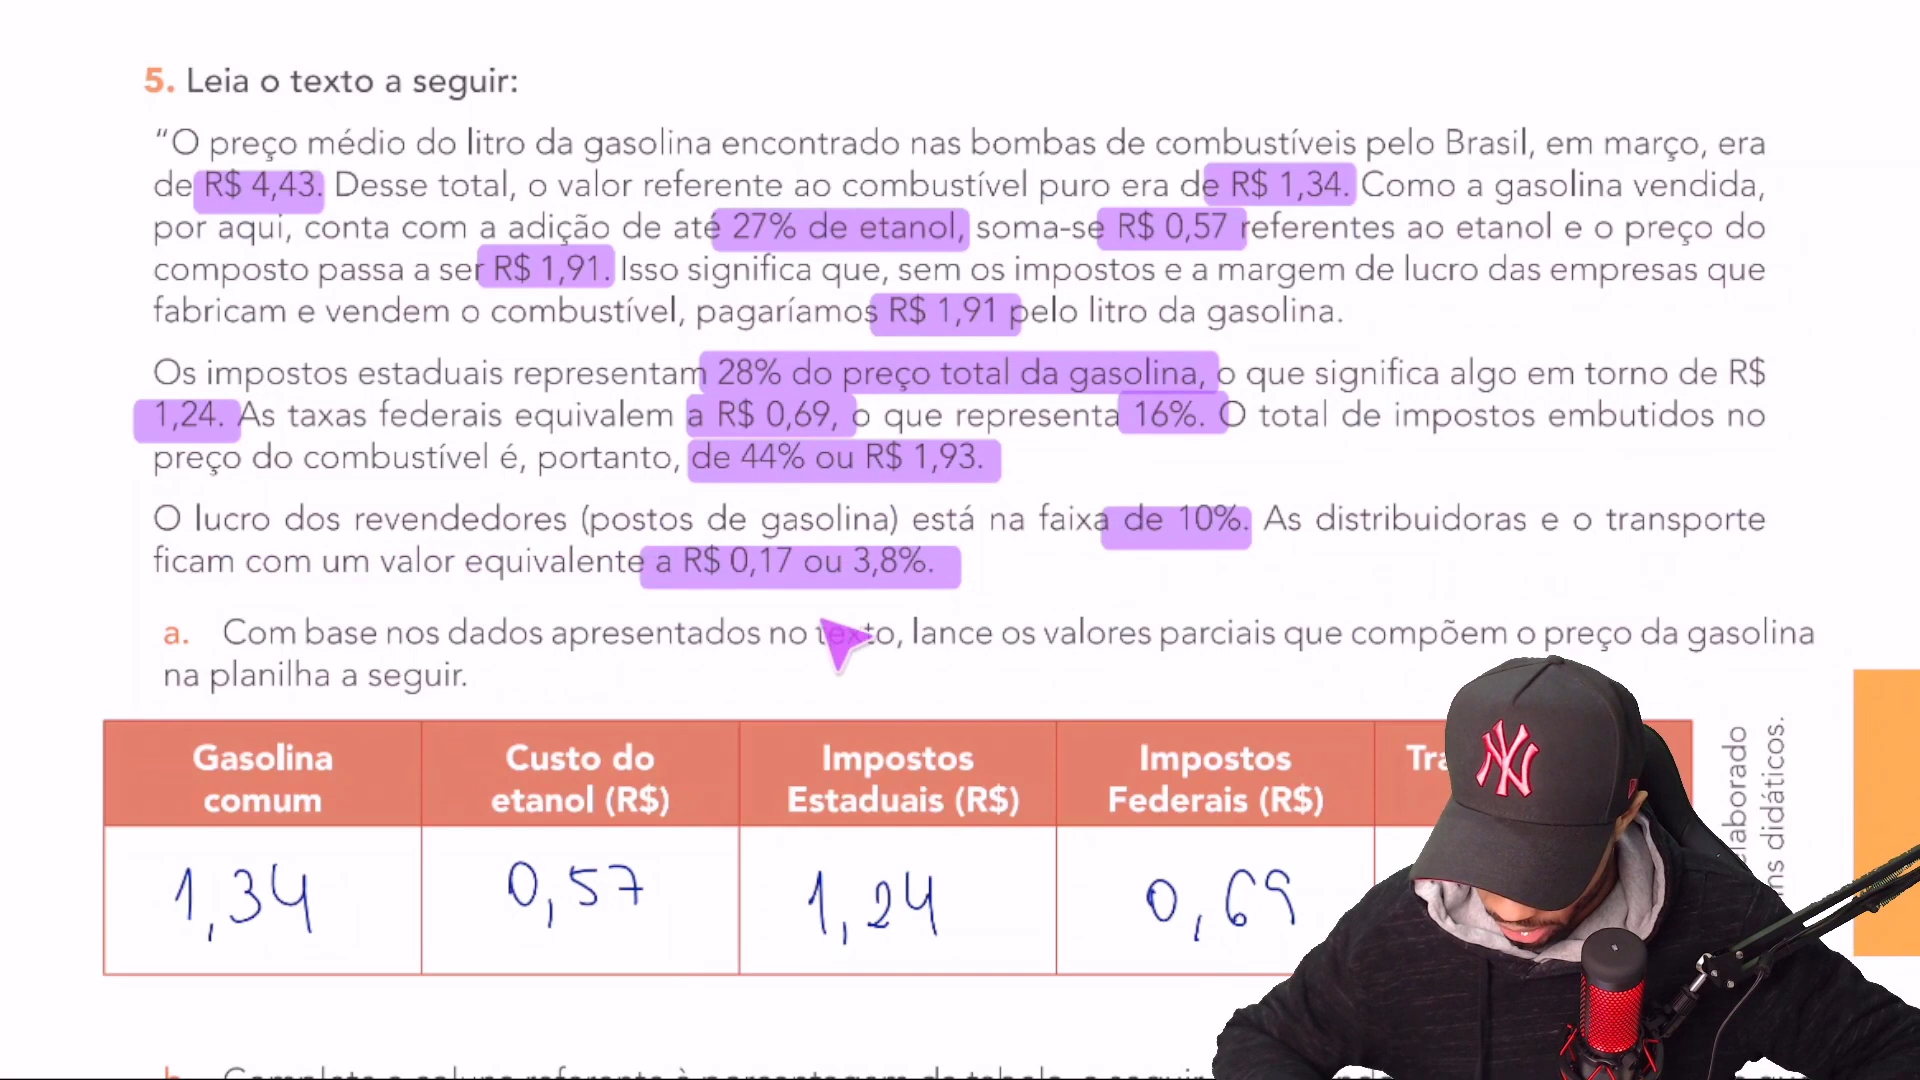 5. Leia o texto a seguir:
“O preço médio do litro da gasolina encontrado nas bombas de combustíveis pelo Brasil, em março, era
de R$ 4,43. Desse total, o valor referente ao combustível puro era de R$ 1,34. Como a gasolina vendida,
por aqui, conta com a adição de até 27% de etanol, soma-se R$ 0,57 referentes ao etanol e o preço do
composto passa a ser R$ 1,91. Isso significa que, sem os impostos e a margem de lucro das empresas que
fabricam e vendem o combustível, pagaríamos R$ 1,91 pelo litro da gasolina.
Os impostos estaduais representam 28% do preço total da gasolina, o que significa algo em torno de R$
1,24. As taxas federais equivalem a R$ 0,69, o que representa 16%. O total de impostos embutidos no
preço do combustível é, portanto, de 44% ou R$ 1,93.
O lucro dos revendedores (postos de gasolina) está na faixa de 10%. As distribuidoras e o transporte
ficam com um valor equivalente a R$ 0,17 ou 3,8%.
a. Com base nos dados apresentados no texto, lance os valores parciais que compõem o preço da gasolina
na planilha a seguir.
Gasolina comum
Custo do etanol (R$)
Impostos Estaduais (R$)
Impostos Federais (R$)
1,34
0,57
1,24
0,69
NY
didáticos.